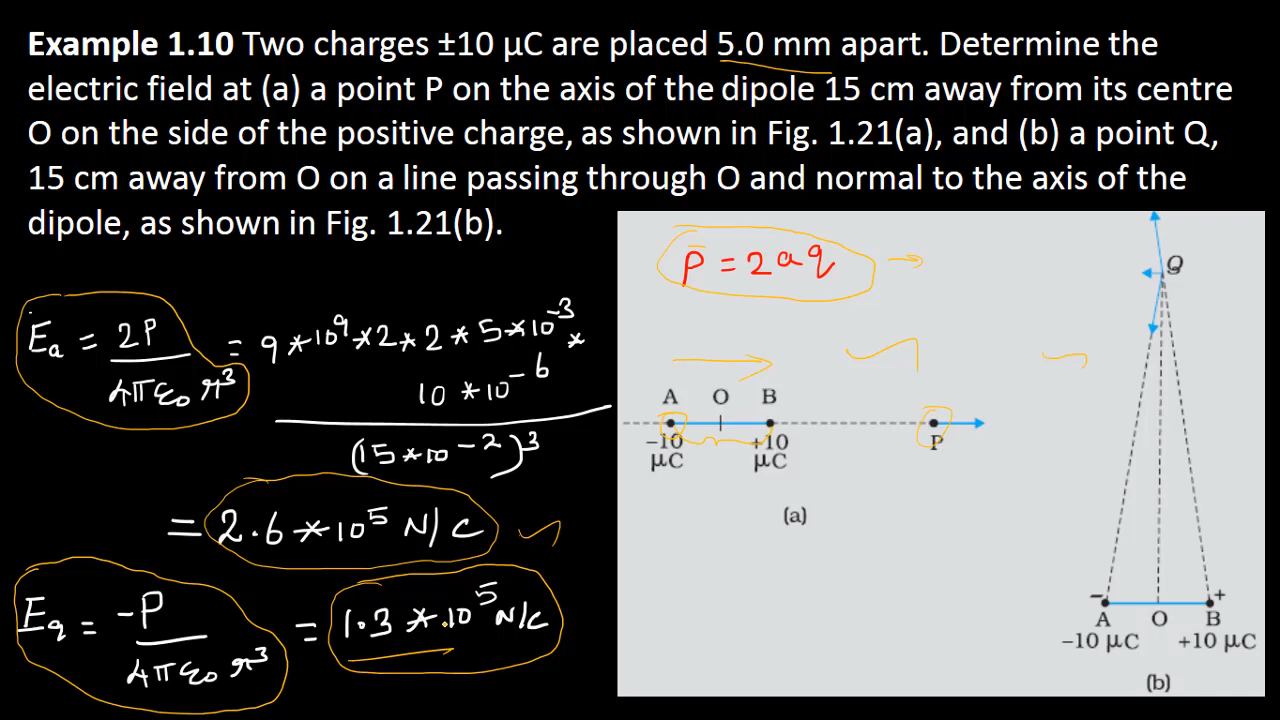 Example 1.10 Two charges ±10 µC are placed 5.0 mm apart. Determine the
electric field at (a) a point P on the axis of the dipole 15 cm away from its centre
O on the side of the positive charge, as shown in Fig. 1.21(a), and (b) a point Q,
15 cm away from O on a line passing through O and normal to the axis of the
dipole, as shown in Fig. 1.21(b).
P = 2aq
Ea = 2P / 4πε0 r³ = 9*10⁹*2*2*5*10⁻³*
10*10⁻⁶
(15*10⁻²)³
= 2.6*10⁵ N/C
Eq = -P / 4πε0 r³ = 1.3*10⁵ N/C
A O B
-10 µC +10 µC P
(a)
Q
- +
A O B
-10 µC +10 µC
(b)